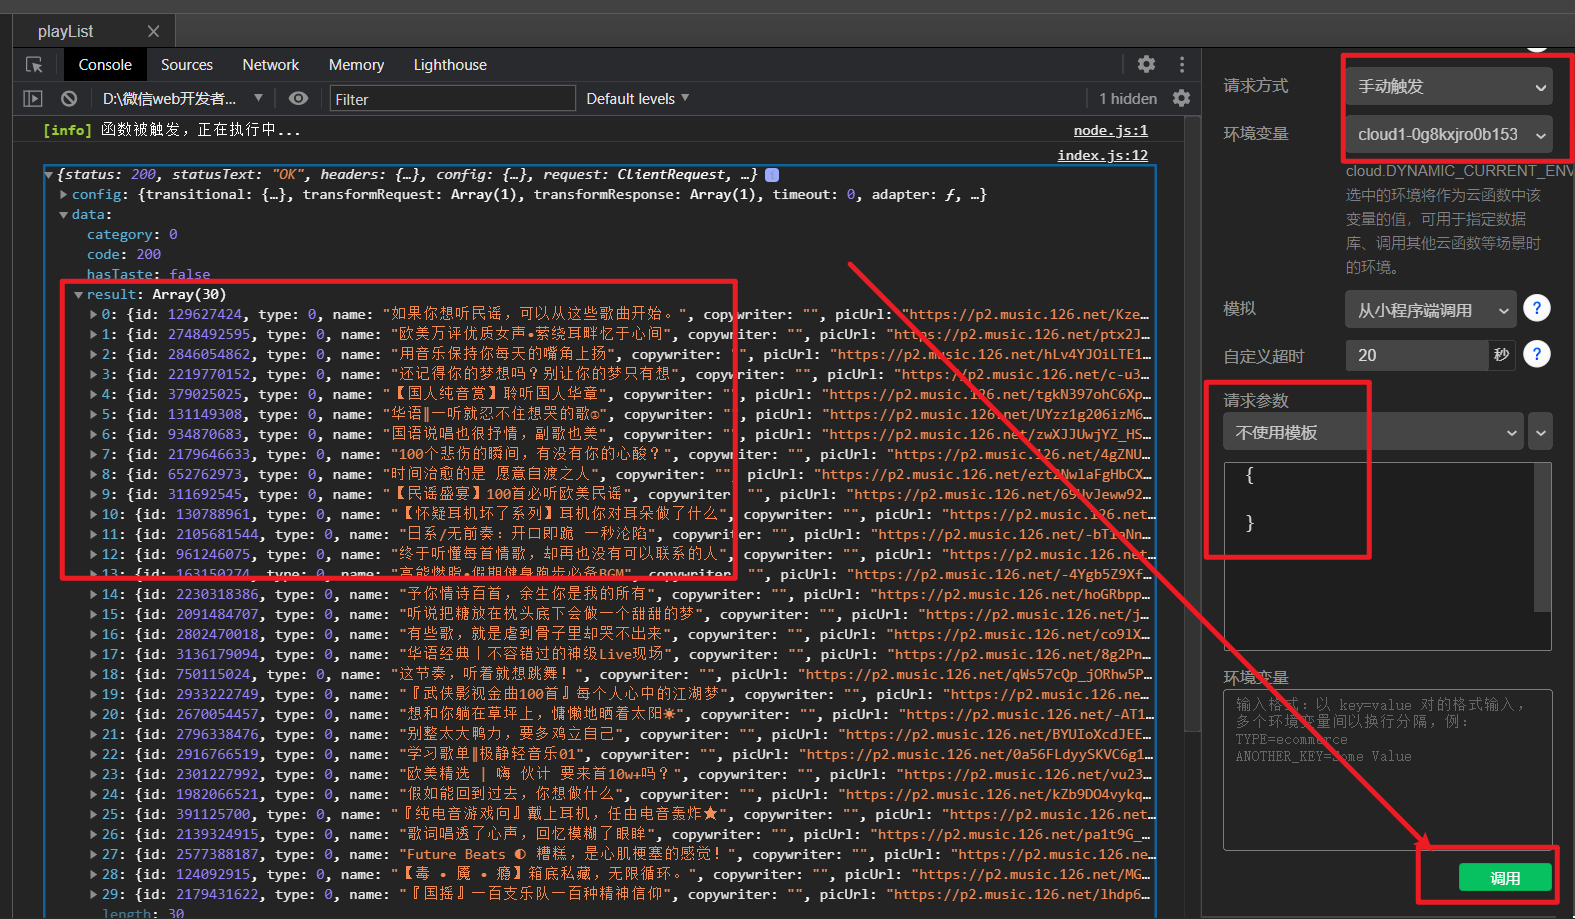 playList
Console Sources Network Memory Lighthouse
D:\微信web开发者... Filter Default levels 1 hidden
[info] 函数被触发，正在执行中... node.js:1
index.js:12
{status: 200, statusText: "OK", headers: {…}, config: {…}, request: ClientRequest, …}
config: {transitional: {…}, transformRequest: Array(1), transformResponse: Array(1), timeout: 0, adapter: ƒ, …}
data:
category: 0
code: 200
hasTaste: false
result: Array(30)
0: {id: 129627424, type: 0, name: "如果你想听民谣，可以从这些歌曲开始。", copywriter: "", picUrl: "https://p2.music.126.net/Kze…
1: {id: 2748492595, type: 0, name: "欧美万评优质女声•萦绕耳畔忆于心间", copywriter: "", picUrl: "https://p2.music.126.net/ptx2J…
2: {id: 2846054862, type: 0, name: "用音乐保持你每天的嘴角上扬", copywriter: "", picUrl: "https://p2.music.126.net/hLv4YJOiLTE1…
3: {id: 2219770152, type: 0, name: "还记得你的梦想吗？别让你的梦只有想", copywriter: "", picUrl: "https://p2.music.126.net/c-u3…
4: {id: 379025025, type: 0, name: "【国人纯音赏】聆听国人华章", copywriter: "", picUrl: "https://p2.music.126.net/tgkN397ohC6Xp…
5: {id: 131149308, type: 0, name: "华语‖一听就忍不住想哭的歌①", copywriter: "", picUrl: "https://p2.music.126.net/UYzz1g206izM6…
6: {id: 934870683, type: 0, name: "国语说唱也很抒情，副歌也美", copywriter: "", picUrl: "https://p2.music.126.net/zwXJJUwjYZ_HS…
7: {id: 2179646633, type: 0, name: "100个悲伤的瞬间，有没有你的心酸？", copywriter: "", picUrl: "https://p2.music.126.net/4gZNU…
8: {id: 652762973, type: 0, name: "时间治愈的是 愿意自渡之人", copywriter: "", picUrl: "https://p2.music.126.net/ezt2NwlaFgHbCX…
9: {id: 311692545, type: 0, name: "【民谣盛宴】100首必听欧美民谣", copywriter: "", picUrl: "https://p2.music.126.net/69UvJeww92…
10: {id: 130788961, type: 0, name: "【怀疑耳机坏了系列】耳机你对耳朵做了什么", copywriter: "", picUrl: "https://p2.music.126.net…
11: {id: 2105681544, type: 0, name: "日系/无前奏：开口即跪 一秒沦陷", copywriter: "", picUrl: "https://p2.music.126.net/-bTIaNn…
12: {id: 961246075, type: 0, name: "终于听懂每首情歌，却再也没有可以联系的人", copywriter: "", picUrl: "https://p2.music.126.net…
13: {id: 163150274, type: 0, name: "高能燃脂•假期健身跑步必备BGM", copywriter: "", picUrl: "https://p2.music.126.net/-4Ygb5Z9Xf…
14: {id: 2230318386, type: 0, name: "予你情诗百首，余生你是我的所有", copywriter: "", picUrl: "https://p2.music.126.net/hoGRbpp…
15: {id: 2091484707, type: 0, name: "听说把糖放在枕头底下会做一个甜甜的梦", copywriter: "", picUrl: "https://p2.music.126.net/j…
16: {id: 2802470018, type: 0, name: "有些歌，就是虐到骨子里却哭不出来", copywriter: "", picUrl: "https://p2.music.126.net/co9lX…
17: {id: 3136179094, type: 0, name: "华语经典丨不容错过的神级Live现场", copywriter: "", picUrl: "https://p2.music.126.net/8g2Pn…
18: {id: 750115024, type: 0, name: "这节奏，听着就想跳舞！", copywriter: "", picUrl: "https://p2.music.126.net/qWs57cQp_jORhw5P…
19: {id: 2933222749, type: 0, name: "『武侠影视金曲100首』每个人心中的江湖梦", copywriter: "", picUrl: "https://p2.music.126.ne…
20: {id: 2670054457, type: 0, name: "想和你躺在草坪上，慵懒地晒着太阳☀", copywriter: "", picUrl: "https://p2.music.126.net/-AT1…
21: {id: 2796338476, type: 0, name: "别整太大鸭力，要多鸡立自己", copywriter: "", picUrl: "https://p2.music.126.net/BYUIoXcdJEE…
22: {id: 2916766519, type: 0, name: "学习歌单‖极静轻音乐01", copywriter: "", picUrl: "https://p2.music.126.net/0a56FLdyySKVC6g1…
23: {id: 2301227992, type: 0, name: "欧美精选 | 嗨 伙计 要来首10w+吗？", copywriter: "", picUrl: "https://p2.music.126.net/vu23…
24: {id: 1982066521, type: 0, name: "假如能回到过去，你想做什么", copywriter: "", picUrl: "https://p2.music.126.net/kZb9DO4vykq…
25: {id: 391125700, type: 0, name: "『纯电音游戏向』戴上耳机，任由电音轰炸★", copywriter: "", picUrl: "https://p2.music.126.net…
26: {id: 2139324915, type: 0, name: "歌词唱透了心声，回忆模糊了眼眸", copywriter: "", picUrl: "https://p2.music.126.net/pa1t9G_…
27: {id: 2577388187, type: 0, name: "Future Beats ◐ 糟糕，是心肌梗塞的感觉！", copywriter: "", picUrl: "https://p2.music.126.ne…
28: {id: 124092915, type: 0, name: "【毒 • 魇 • 瘾】箱底私藏，无限循环。", copywriter: "", picUrl: "https://p2.music.126.net/MG…
29: {id: 2179431622, type: 0, name: "『国摇』一百支乐队一百种精神信仰", copywriter: "", picUrl: "https://p2.music.126.net/lhdp6…
length: 30
请求方式 手动触发
环境变量 cloud1-0g8kxjro0b153
cloud.DYNAMIC_CURRENT_ENV
选中的环境将作为云函数中该
变量的值，可用于指定数据
库、调用其他云函数等场景时
的环境。
模拟 从小程序端调用 ?
自定义超时 20 秒 ?
请求参数
不使用模板
{
}
环境变量
输入格式：以 key=value 对的格式输入，
多个环境变量间以换行分隔，例：
TYPE=ecommerce
ANOTHER_KEY=Some Value
调用